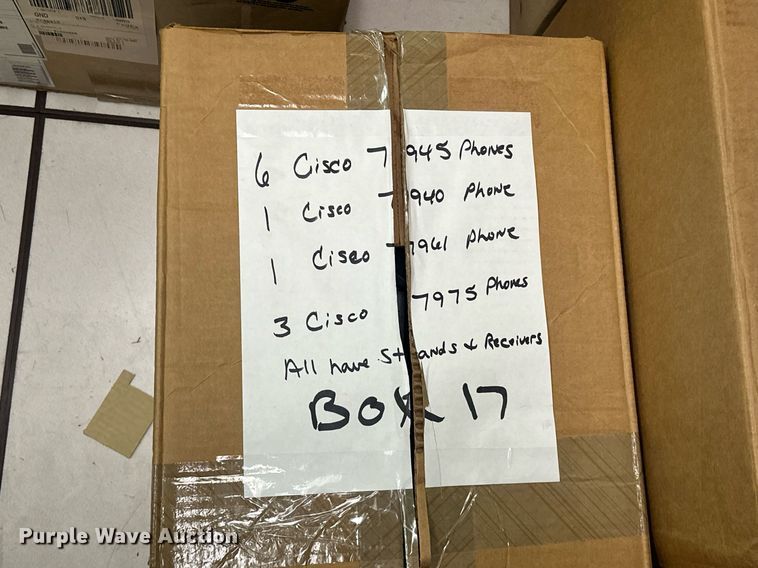 GND
6 Cisco 7945 Phones
1 Cisco 7940 Phone
1 Cisco 7961 Phone
3 Cisco 7975 Phones
All have Stands & Receivers
BOX 17
Purple Wave Auction